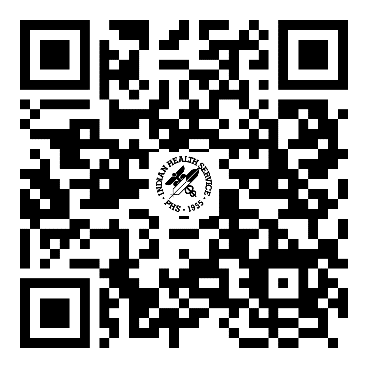 INDIAN HEALTH SERVICE
PHS · 1955